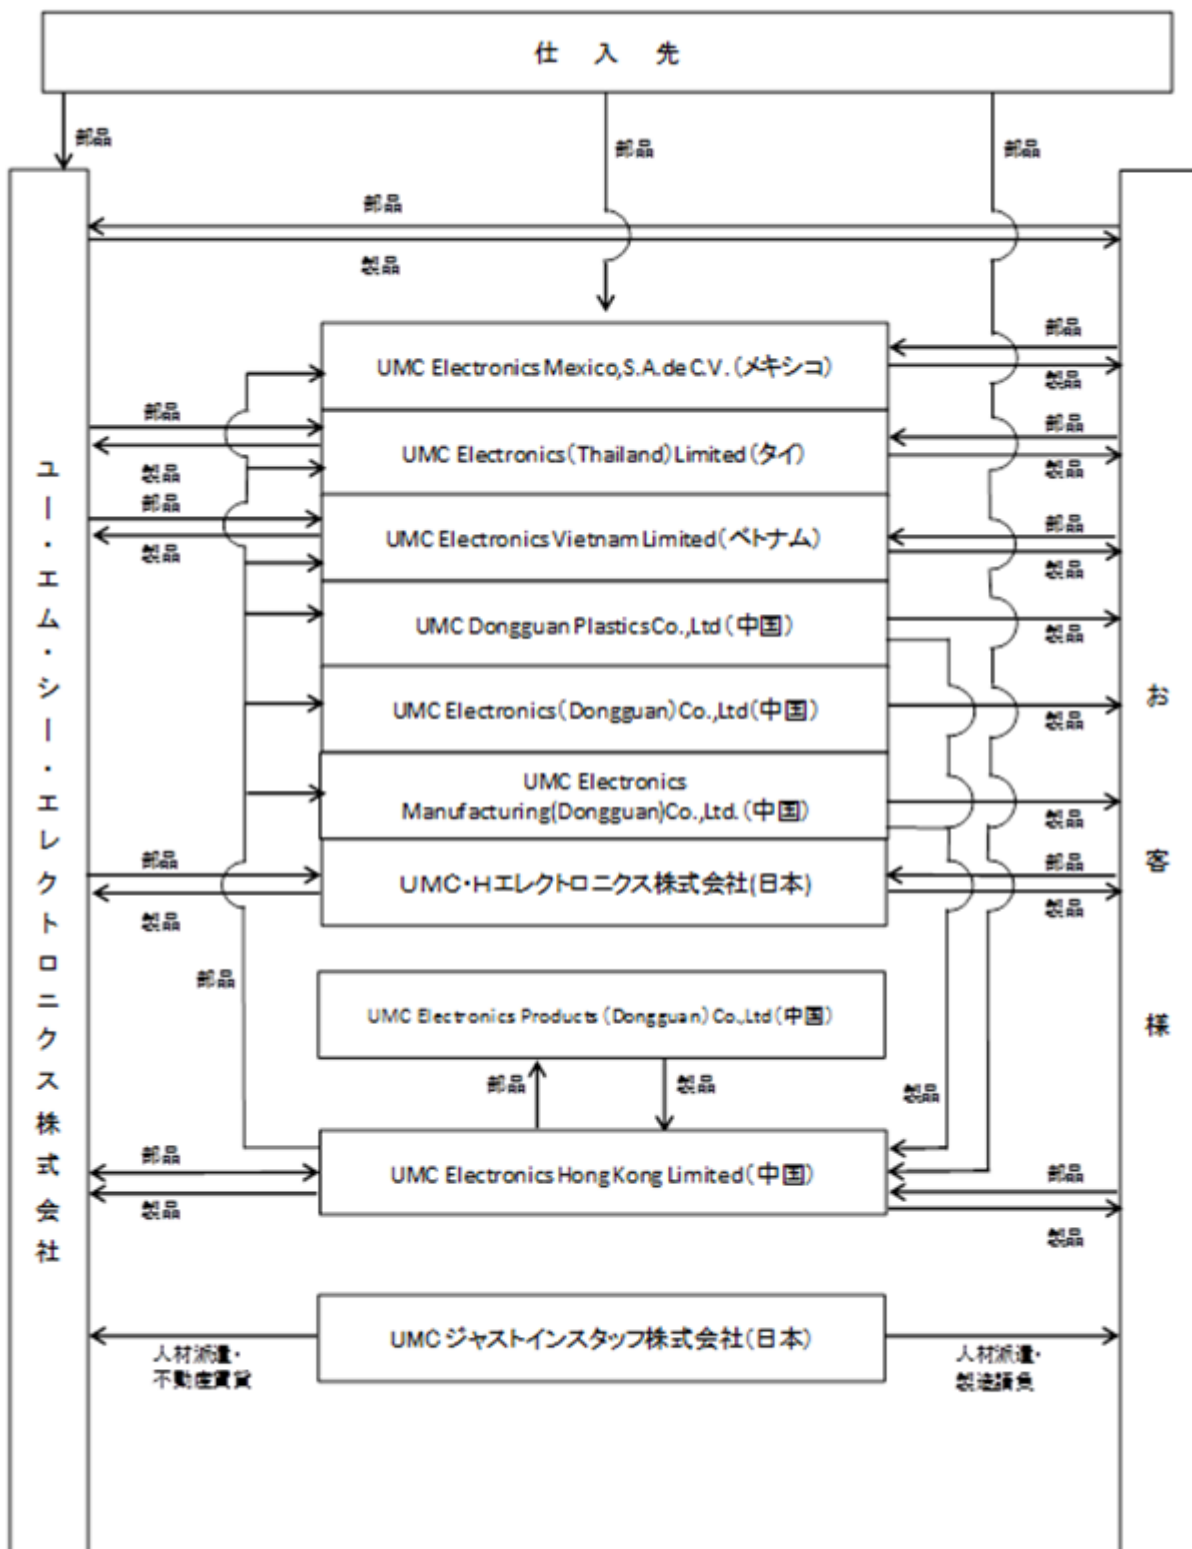 仕入先
部品
部品
部品
部品
製品
ユー・エム・シー・エレクトロニクス株式会社
お客様
UMC Electronics Mexico,S.A.de C.V.(メキシコ)
部品
製品
部品
製品
UMC Electronics(Thailand)Limited(タイ)
部品
製品
部品
製品
UMC Electronics Vietnam Limited(ベトナム)
部品
製品
UMC Dongguan Plastics Co.,Ltd(中国)
製品
UMC Electronics(Dongguan)Co.,Ltd(中国)
製品
UMC Electronics
Manufacturing(Dongguan)Co.,Ltd.(中国)
製品
部品
製品
UMC・Hエレクトロニクス株式会社(日本)
部品
製品
部品
UMC Electronics Products(Dongguan)Co.,Ltd(中国)
部品
製品
製品
部品
製品
UMC Electronics Hong Kong Limited(中国)
部品
製品
UMCジャストインスタッフ株式会社(日本)
人材派遣・
不動産賃貸
人材派遣・
製造請負